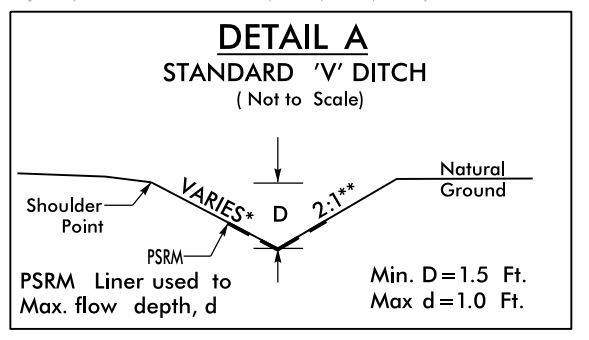 DETAIL A
STANDARD 'V' DITCH
( Not to Scale)
Natural
Ground
VARIES*
D
2:1**
Shoulder
Point
PSRM
PSRM Liner used to
Max. flow depth, d
Min. D=1.5 Ft.
Max d=1.0 Ft.